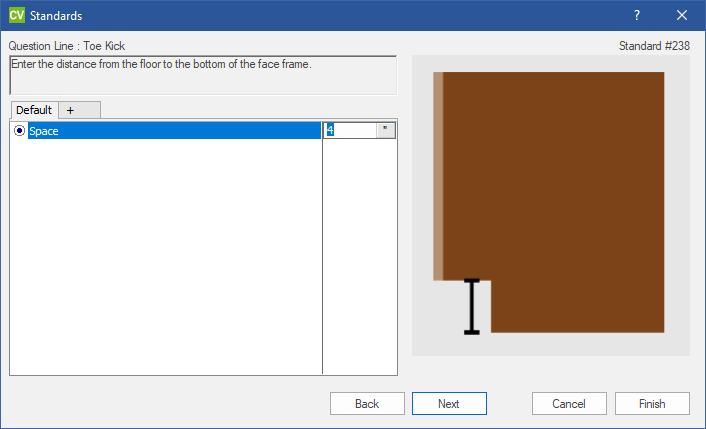 CV Standards ?
Question Line : Toe Kick Standard #238
Enter the distance from the floor to the bottom of the face frame.
Default +
Space 4 "
Back Next Cancel Finish